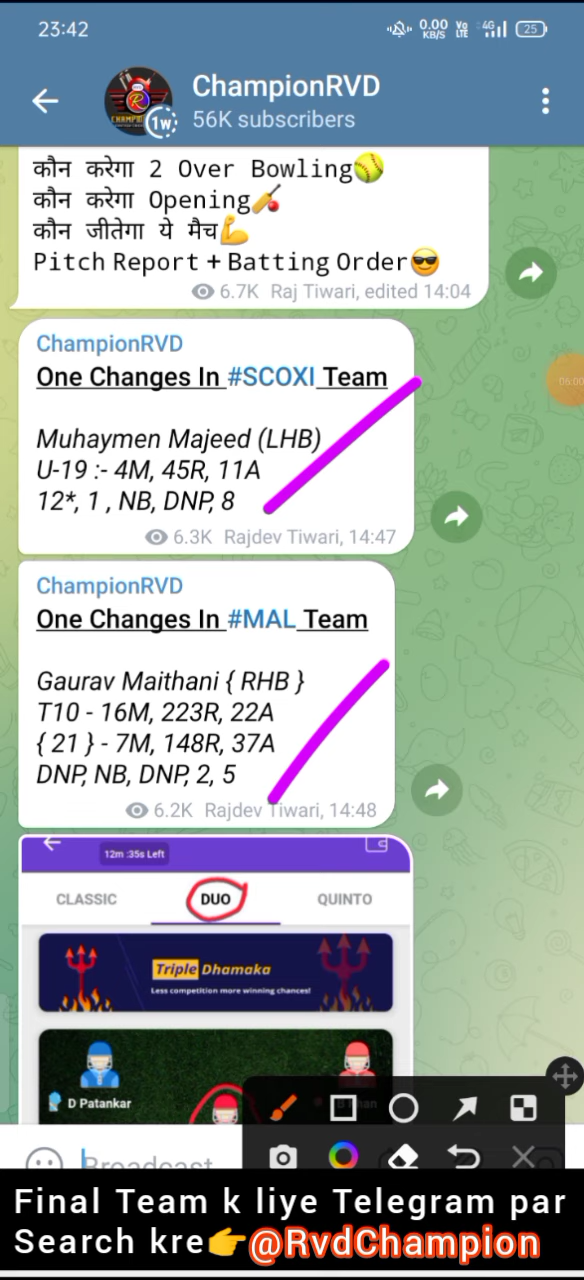 23:42
0.00 KB/S Vo LTE 4G 25
ChampionRVD
56K subscribers
1w
कौन करेगा 2 Over Bowling🥎
कौन करेगा Opening🏏
कौन जीतेगा ये मैच💪
Pitch Report + Batting Order😎
6.7K Raj Tiwari, edited 14:04
ChampionRVD
One Changes In #SCOXI Team
06:00
Muhaymen Majeed (LHB)
U-19 :- 4M, 45R, 11A
12*, 1 , NB, DNP, 8
6.3K Rajdev Tiwari, 14:47
ChampionRVD
One Changes In #MAL Team
Gaurav Maithani { RHB }
T10 - 16M, 223R, 22A
{ 21 } - 7M, 148R, 37A
DNP, NB, DNP, 2, 5
6.2K Rajdev Tiwari, 14:48
12m :35s Left
CLASSIC DUO QUINTO
Triple Dhamaka
Less competition more winning chances!
D Patankar
Broadcast
Final Team k liye Telegram par
Search kre👉@RvdChampion